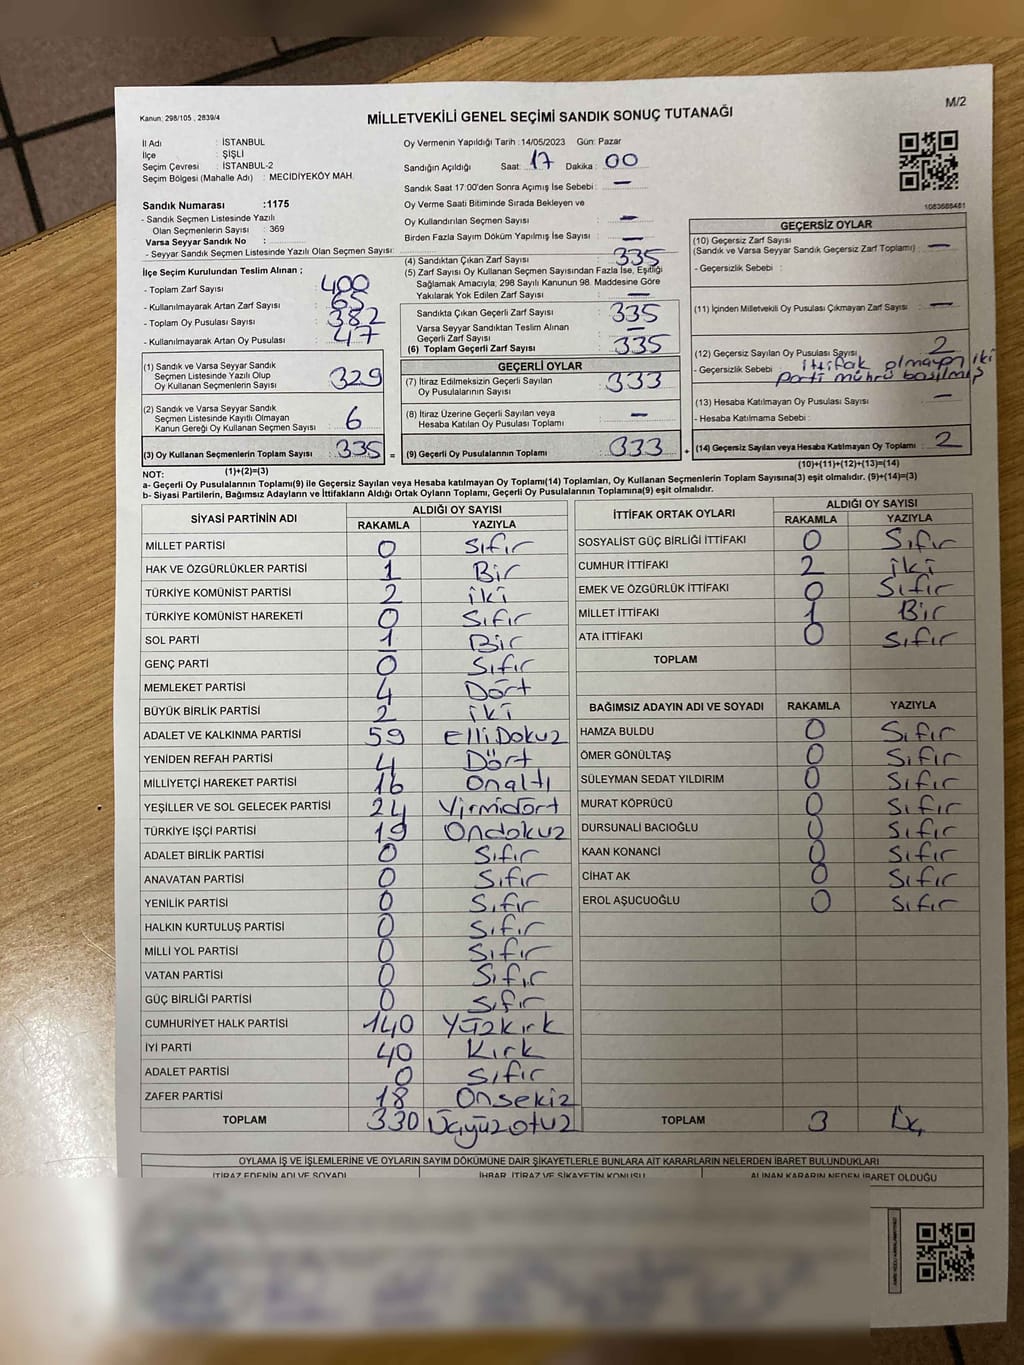 M/2
Kanun: 298/105 , 2839/4
MİLLETVEKİLİ GENEL SEÇİMİ SANDIK SONUÇ TUTANAĞI
İl Adı : İSTANBUL
İlçe : ŞİŞLİ
Seçim Çevresi : İSTANBUL-2
Seçim Bölgesi (Mahalle Adı) : MECİDİYEKÖY MAH.
Sandık Numarası :1175
- Sandık Seçmen Listesinde Yazılı
Olan Seçmenlerin Sayısı : 369
Varsa Seyyar Sandık No :
- Seyyar Sandık Seçmen Listesinde Yazılı Olan Seçmen Sayısı:
İlçe Seçim Kurulundan Teslim Alınan ;
- Toplam Zarf Sayısı : 400
- Kullanılmayarak Artan Zarf Sayısı : 65
- Toplam Oy Pusulası Sayısı : 382
- Kullanılmayarak Artan Oy Pusulası : 47
(1) Sandık ve Varsa Seyyar Sandık
Seçmen Listesinde Yazılı Olup
Oy Kullanan Seçmenlerin Sayısı : 329
(2) Sandık ve Varsa Seyyar Sandık
Seçmen Listesinde Kayıtlı Olmayan
Kanun Gereği Oy Kullanan Seçmen Sayısı : 6
(3) Oy Kullanan Seçmenlerin Toplam Sayısı : 335 =
(1)+(2)=(3)
Oy Vermenin Yapıldığı Tarih : 14/05/2023 Gün: Pazar
Sandığın Açıldığı Saat: 17 Dakika : 00
Sandık Saat 17:00'den Sonra Açımış İse Sebebi : —
Oy Verme Saati Bitiminde Sırada Bekleyen ve
Oy Kullandırılan Seçmen Sayısı : —
Birden Fazla Sayım Döküm Yapılmış İse Sayısı : —
(4) Sandıktan Çıkan Zarf Sayısı : 335
(5) Zarf Sayısı Oy Kullanan Seçmen Sayısından Fazla İse, Eşitliği
Sağlamak Amacıyla, 298 Sayılı Kanunun 98. Maddesine Göre
Yakılarak Yok Edilen Zarf Sayısı : —
Sandıkta Çıkan Geçerli Zarf Sayısı : 335
Varsa Seyyar Sandıktan Teslim Alınan
Geçerli Zarf Sayısı : —
(6) Toplam Geçerli Zarf Sayısı : 335
GEÇERLİ OYLAR
(7) İtiraz Edilmeksizin Geçerli Sayılan
Oy Pusulalarının Sayısı : 333
(8) İtiraz Üzerine Geçerli Sayılan veya
Hesaba Katılan Oy Pusulası Toplamı : —
(9) Geçerli Oy Pusulalarının Toplamı : 333 +
1083666481
GEÇERSİZ OYLAR
(10) Geçersiz Zarf Sayısı
(Sandık ve Varsa Seyyar Sandık Geçersiz Zarf Toplamı) : —
- Geçersizlik Sebebi :
(11) İçinden Milletvekili Oy Pusulası Çıkmayan Zarf Sayısı : —
(12) Geçersiz Sayılan Oy Pusulası Sayısı : 2
- Geçersizlik Sebebi : ittifak olmayan iki
parti mührü basılmış
(13) Hesaba Katılmayan Oy Pusulası Sayısı : —
- Hesaba Katılmama Sebebi :
(14) Geçersiz Sayılan veya Hesaba Katılmayan Oy Toplamı : 2
(10)+(11)+(12)+(13)=(14)
NOT:
a- Geçerli Oy Pusulalarının Toplamı(9) ile Geçersiz Sayılan veya Hesaba katılmayan Oy Toplamı(14) Toplamları, Oy Kullanan Seçmenlerin Toplam Sayısına(3) eşit olmalıdır. (9)+(14)=(3)
b- Siyasi Partilerin, Bağımsız Adayların ve İttifakların Aldığı Ortak Oyların Toplamı, Geçerli Oy Pusulalarının Toplamına(9) eşit olmalıdır.
SİYASİ PARTİNİN ADI ALDIĞI OY SAYISI
RAKAMLA YAZIYLA
MİLLET PARTİSİ 0 Sıfır
HAK VE ÖZGÜRLÜKLER PARTİSİ 1 Bir
TÜRKİYE KOMÜNİST PARTİSİ 2 iki
TÜRKİYE KOMÜNİST HAREKETİ 0 Sıfır
SOL PARTİ 1 Bir
GENÇ PARTİ 0 Sıfır
MEMLEKET PARTİSİ 4 Dört
BÜYÜK BİRLİK PARTİSİ 2 iki
ADALET VE KALKINMA PARTİSİ 59 Elli Dokuz
YENİDEN REFAH PARTİSİ 4 Dört
MİLLİYETÇİ HAREKET PARTİSİ 16 Onaltı
YEŞİLLER VE SOL GELECEK PARTİSİ 24 Yirmidört
TÜRKİYE İŞÇİ PARTİSİ 19 Ondokuz
ADALET BİRLİK PARTİSİ 0 Sıfır
ANAVATAN PARTİSİ 0 Sıfır
YENİLİK PARTİSİ 0 Sıfır
HALKIN KURTULUŞ PARTİSİ 0 Sıfır
MİLLİ YOL PARTİSİ 0 Sıfır
VATAN PARTİSİ 0 Sıfır
GÜÇ BİRLİĞİ PARTİSİ 0 Sıfır
CUMHURİYET HALK PARTİSİ 140 Yüzkırk
İYİ PARTİ 40 Kırk
ADALET PARTİSİ 0 Sıfır
ZAFER PARTİSİ 18 Onsekiz
TOPLAM 330 Üçyüzotuz
İTTİFAK ORTAK OYLARI ALDIĞI OY SAYISI
RAKAMLA YAZIYLA
SOSYALİST GÜÇ BİRLİĞİ İTTİFAKI 0 Sıfır
CUMHUR İTTİFAKI 2 iki
EMEK VE ÖZGÜRLÜK İTTİFAKI 0 Sıfır
MİLLET İTTİFAKI 1 Bir
ATA İTTİFAKI 0 Sıfır
TOPLAM
BAĞIMSIZ ADAYIN ADI VE SOYADI RAKAMLA YAZIYLA
HAMZA BULDU 0 Sıfır
ÖMER GÖNÜLTAŞ 0 Sıfır
SÜLEYMAN SEDAT YILDIRIM 0 Sıfır
MURAT KÖPRÜCÜ 0 Sıfır
DURSUNALİ BACIOĞLU 0 Sıfır
KAAN KONANCİ 0 Sıfır
CİHAT AK 0 Sıfır
EROL AŞUCUOĞLU 0 Sıfır
TOPLAM 3 Üç
OYLAMA İŞ VE İŞLEMLERİNE VE OYLARIN SAYIM DÖKÜMÜNE DAİR ŞİKAYETLERLE BUNLARA AİT KARARLARIN NELERDEN İBARET BULUNDUKLARI
İTİRAZ EDENİN ADI VE SOYADI İHBAR, İTİRAZ VE ŞİKAYETİN KONUSU ALINAN KARARIN NEDEN İBARET OLDUĞU